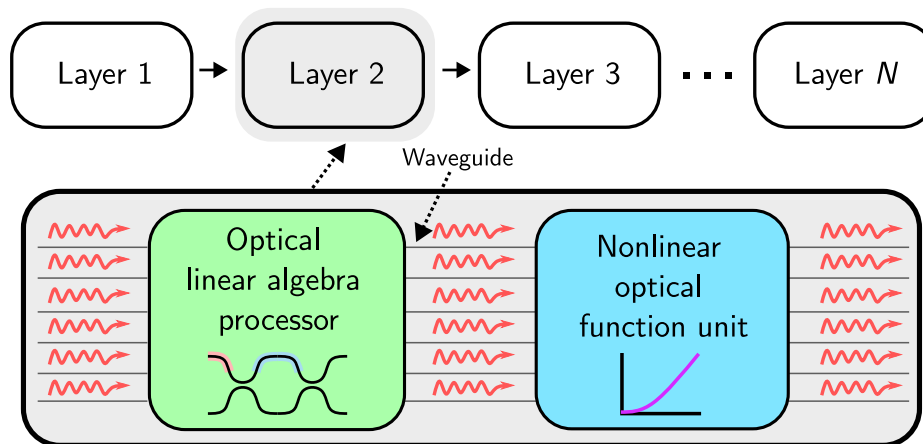 Layer 1
Layer 2
Layer 3
Layer N
Waveguide
Optical
linear algebra
processor
Nonlinear
optical
function unit